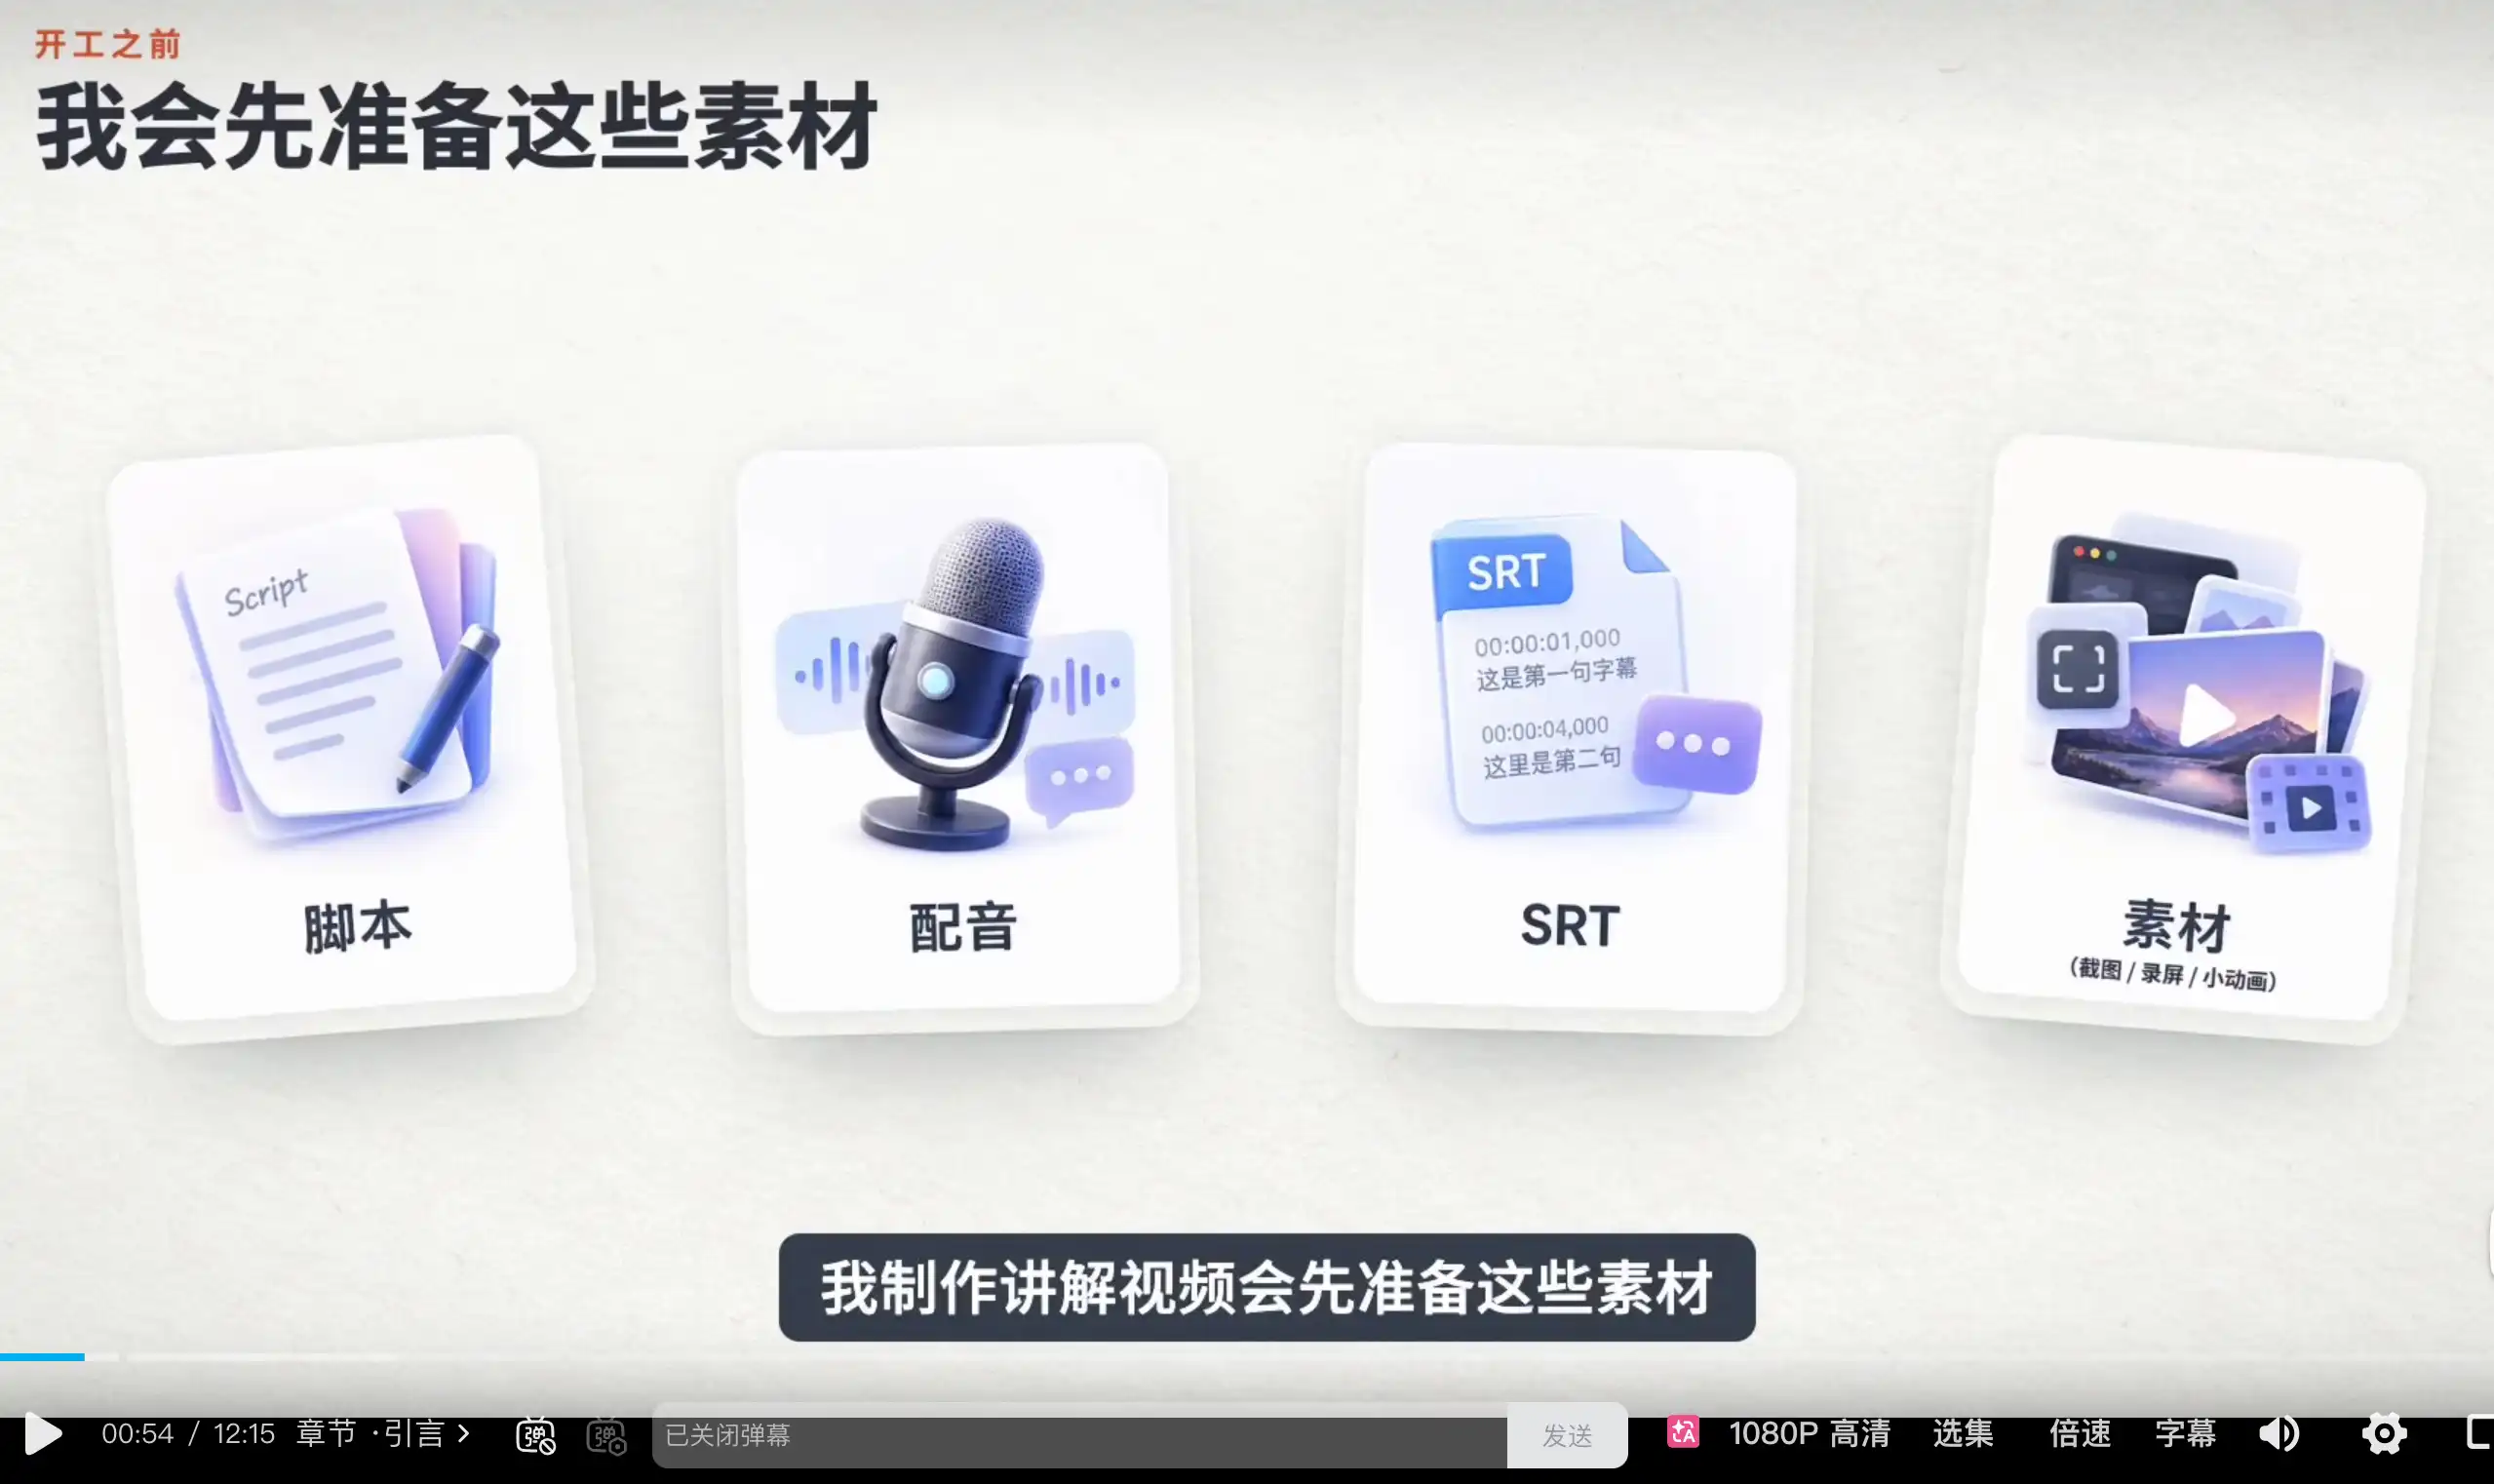 开工之前
我会先准备这些素材
Script
脚本
配音
SRT
00:00:01,000
这是第一句字幕
00:00:04,000
这里是第二句
SRT
素材
（截图 / 录屏 / 小动画）
我制作讲解视频会先准备这些素材
00:54 / 12:15 章节 ·引言 › 弹 弹 已关闭弹幕 发送 1080P 高清 选集 倍速 字幕